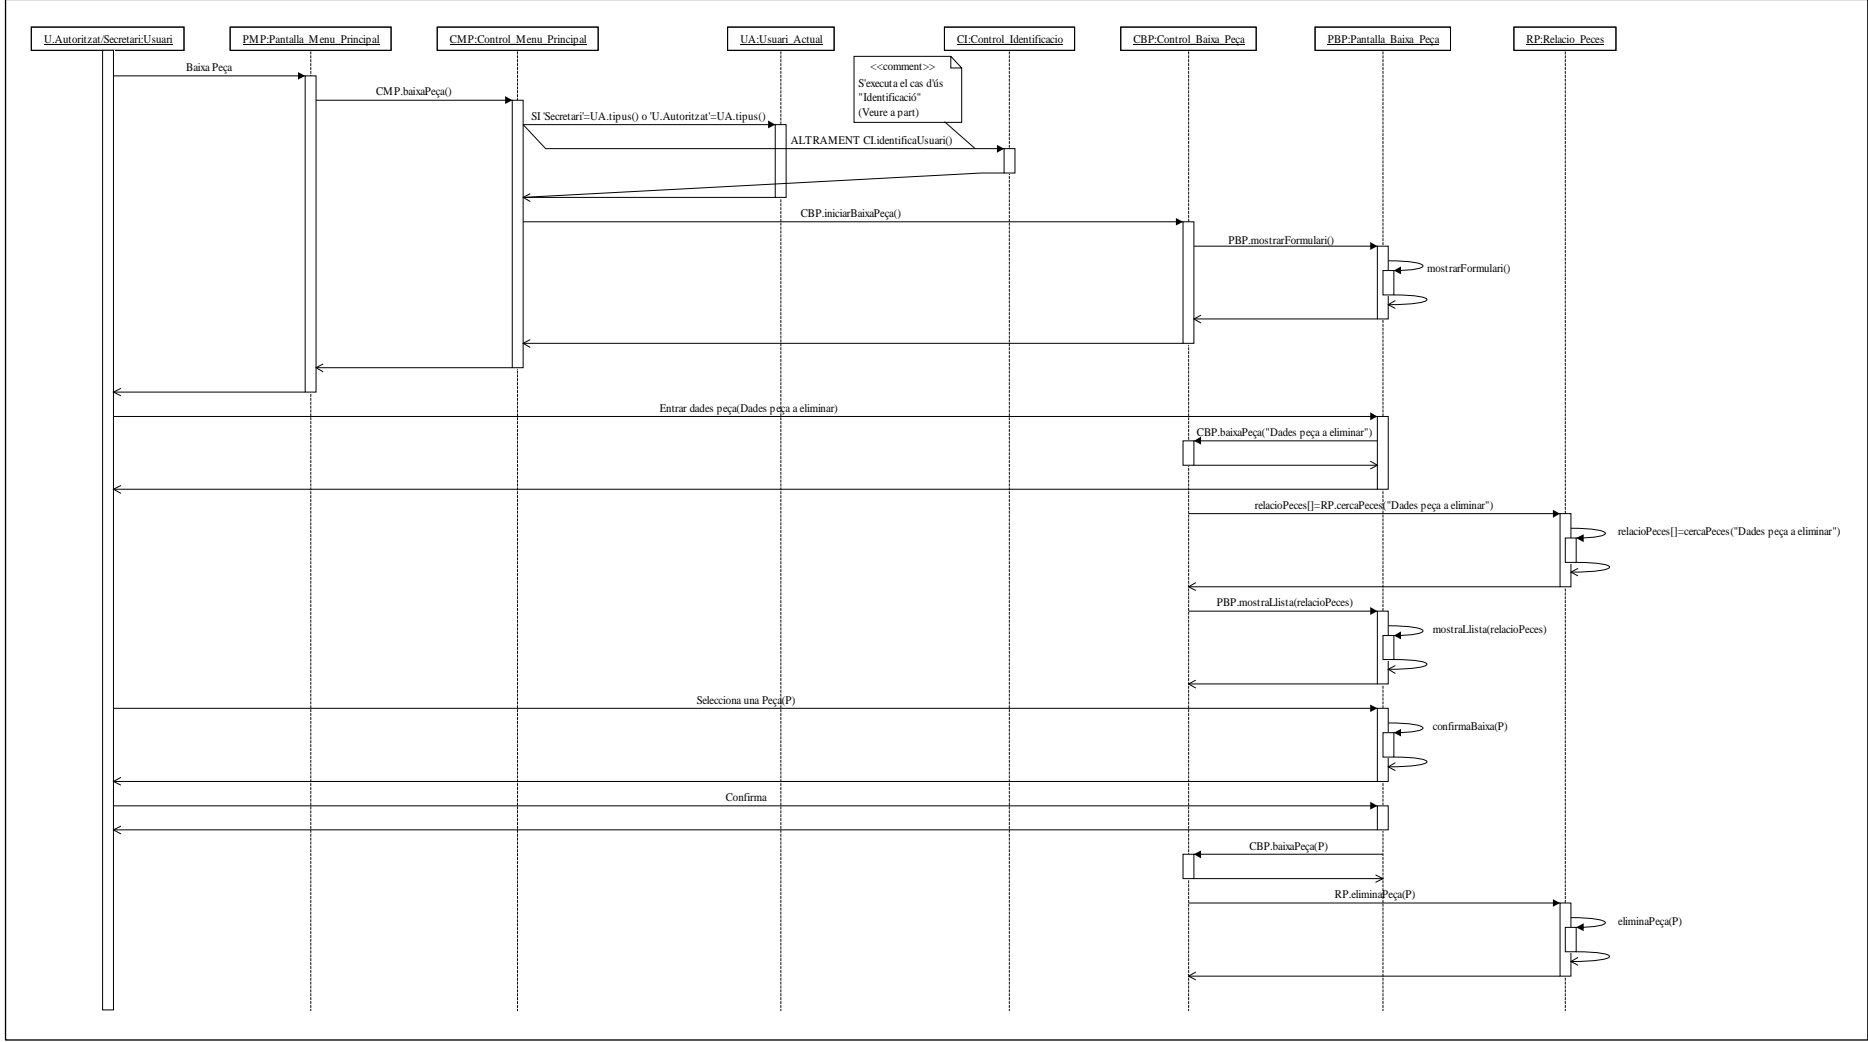 U.Autoritzat/Secretari:Usuari
PMP:Pantalla_Menu_Principal
CMP:Control_Menu_Principal
UA:Usuari_Actual
CI:Control_Identificacio
CBP:Control_Baixa_Peça
PBP:Pantalla_Baixa_Peça
RP:Relacio_Peces
<<comment>>
S'executa el cas d'ús
"Identificació"
(Veure a part)
Baixa Peça
CMP.baixaPeça()
SI 'Secretari'=UA.tipus() o 'U.Autoritzat'=UA.tipus()
ALTRAMENT CI.identificaUsuari()
CBP.iniciarBaixaPeça()
PBP.mostrarFormulari()
mostrarFormulari()
Entrar dades peça(Dades peça a eliminar)
CBP.baixaPeça("Dades peça a eliminar")
relacioPeces[]=RP.cercaPeces("Dades peça a eliminar")
relacioPeces[]=cercaPeces("Dades peça a eliminar")
PBP.mostraLlista(relacioPeces)
mostraLlista(relacioPeces)
Selecciona una Peça(P)
confirmaBaixa(P)
Confirma
CBP.baixaPeça(P)
RP.eliminaPeça(P)
eliminaPeça(P)